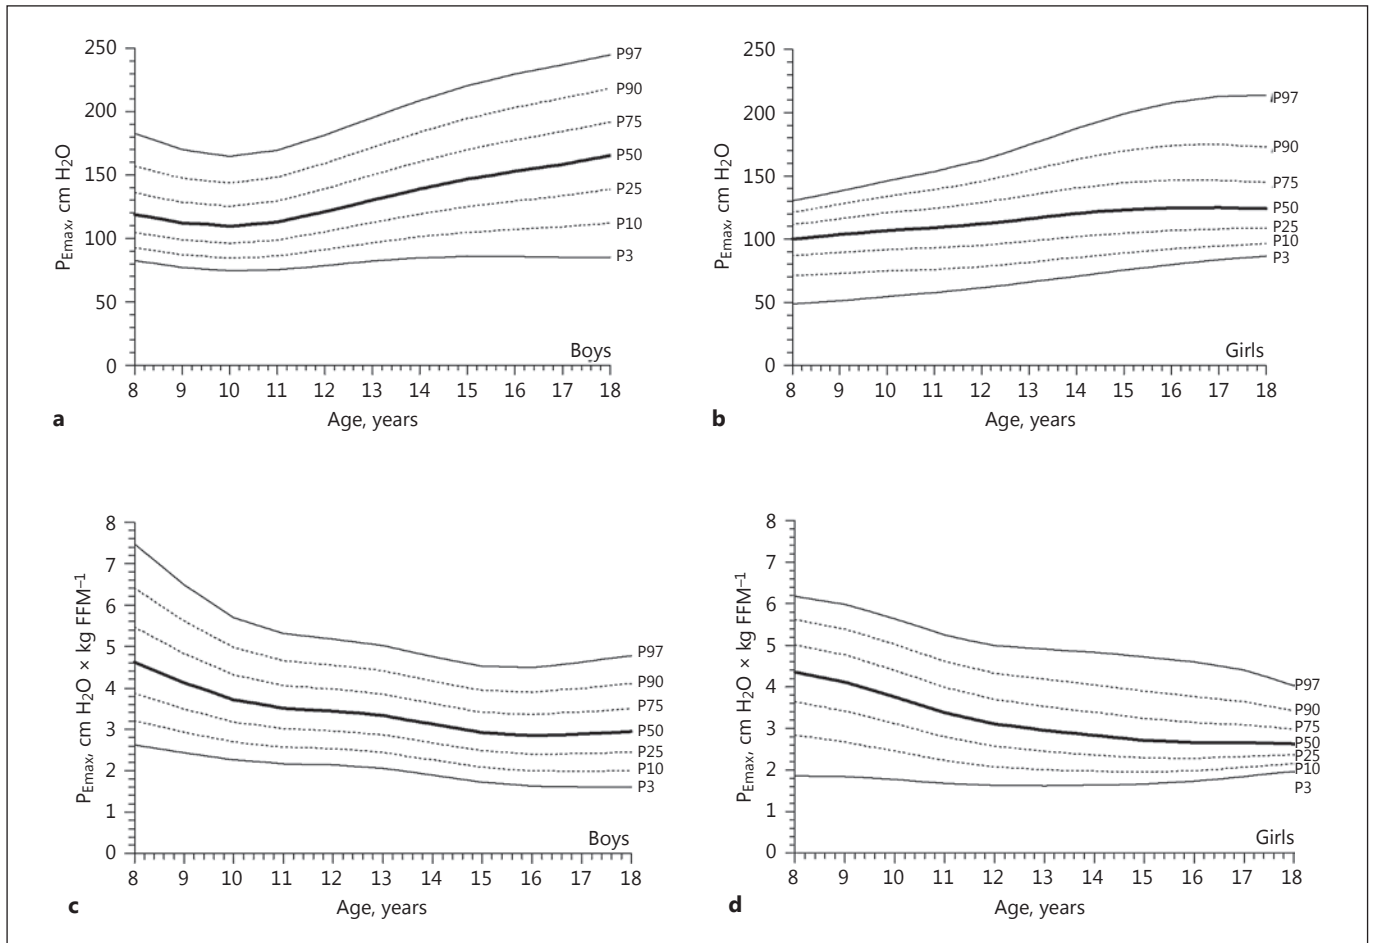 250
200
150
100
50
0
P_Emax, cm H₂O
P97
P90
P75
P50
P25
P10
P3
Boys
8 9 10 11 12 13 14 15 16 17 18
Age, years
a
250
200
150
100
50
0
P_Emax, cm H₂O
P97
P90
P75
P50
P25
P10
P3
Girls
8 9 10 11 12 13 14 15 16 17 18
Age, years
b
8
7
6
5
4
3
2
1
0
P_Emax, cm H₂O × kg FFM⁻¹
P97
P90
P75
P50
P25
P10
P3
Boys
8 9 10 11 12 13 14 15 16 17 18
Age, years
c
8
7
6
5
4
3
2
1
0
P_Emax, cm H₂O × kg FFM⁻¹
P97
P90
P75
P50
P25
P10
P3
Girls
8 9 10 11 12 13 14 15 16 17 18
Age, years
d